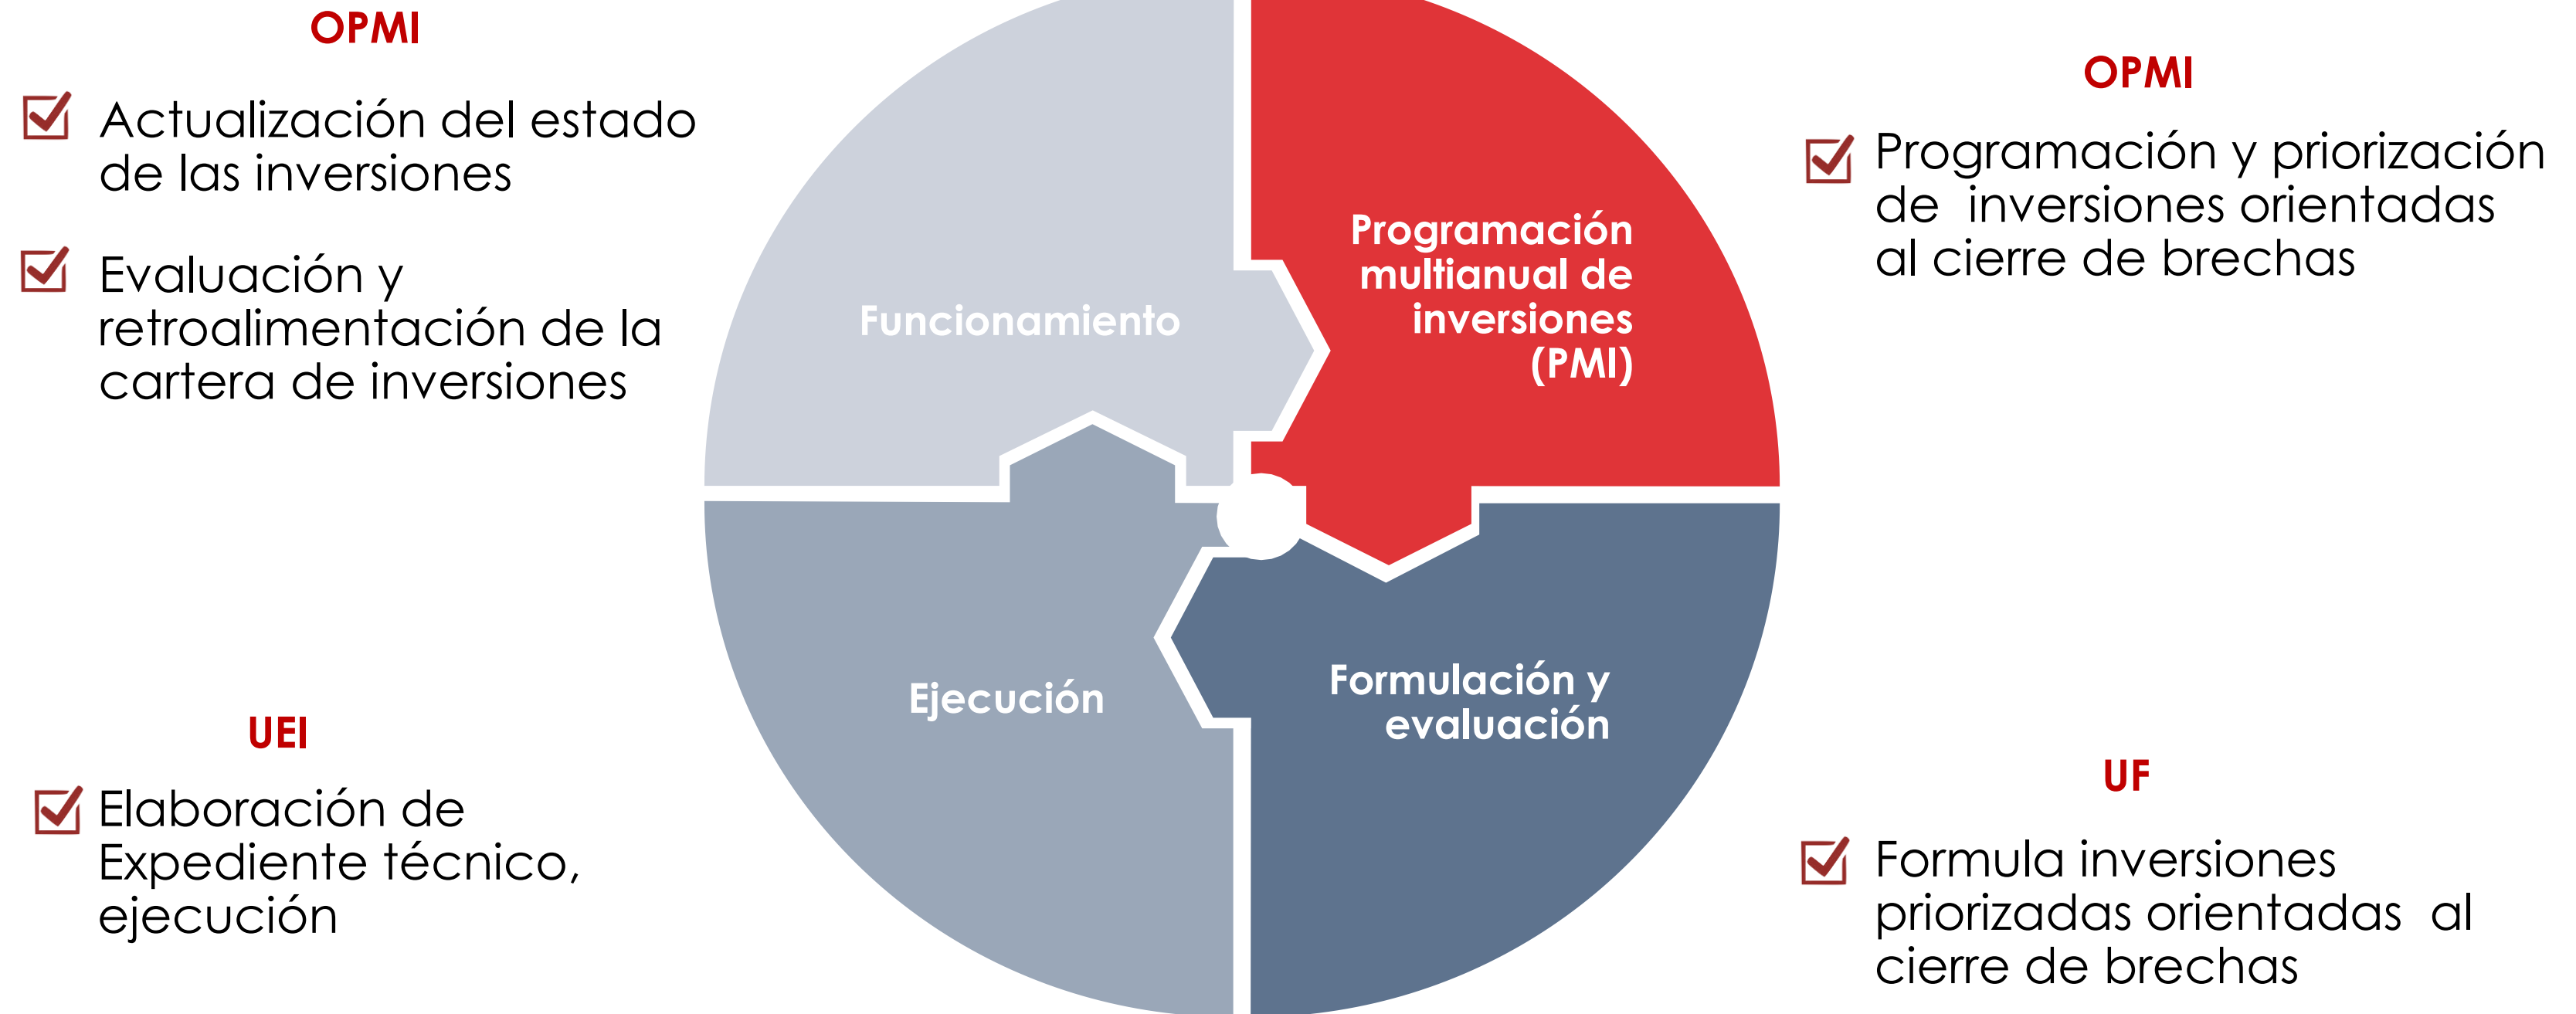 OPMI
Actualización del estado
de las inversiones
Evaluación y
retroalimentación de la
cartera de inversiones
Funcionamiento
Programación
multianual de
inversiones
(PMI)
OPMI
Programación y priorización
de inversiones orientadas
al cierre de brechas
UEI
Elaboración de
Expediente técnico,
ejecución
Ejecución
Formulación y
evaluación
UF
Formula inversiones
priorizadas orientadas al
cierre de brechas